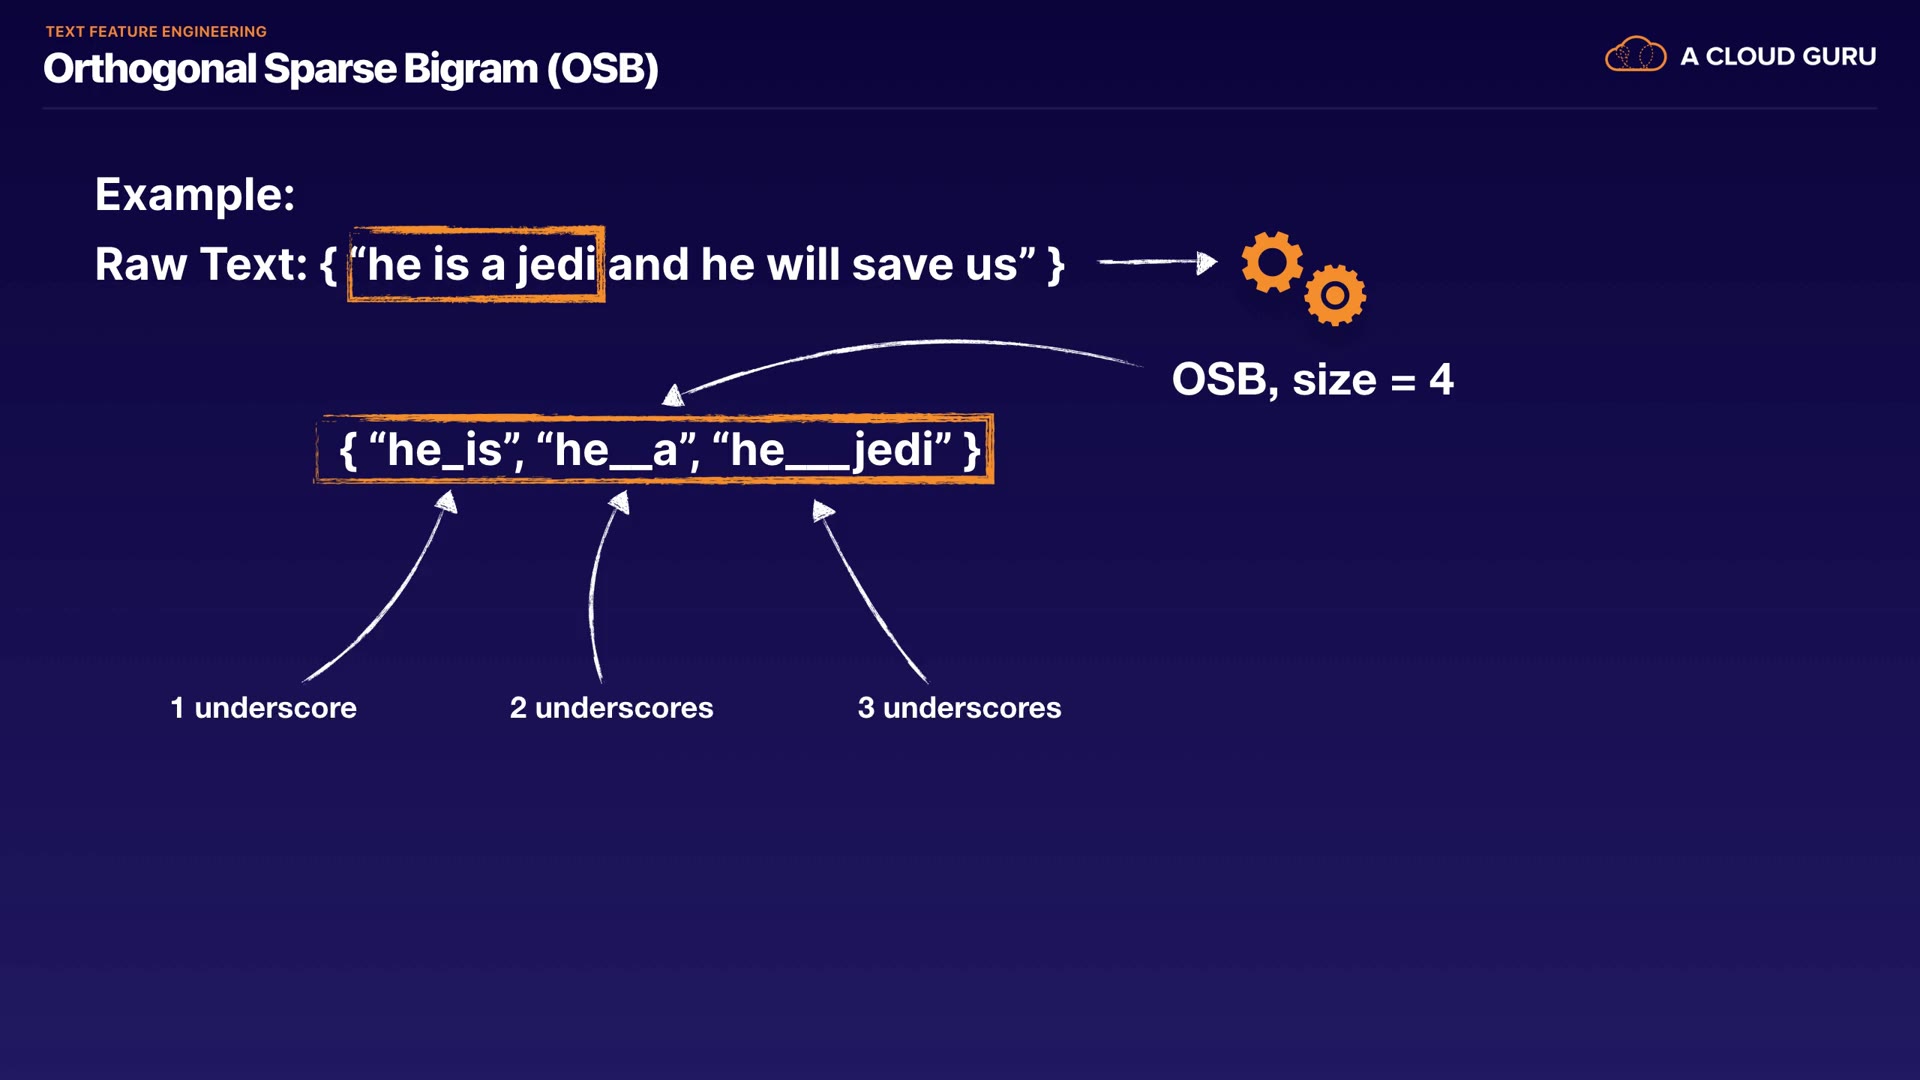 TEXT FEATURE ENGINEERING
Orthogonal Sparse Bigram (OSB)
A CLOUD GURU
Example:
Raw Text: { “he is a jedi and he will save us” }
OSB, size = 4
{ “he_is”, “he__a”, “he___jedi” }
1 underscore
2 underscores
3 underscores